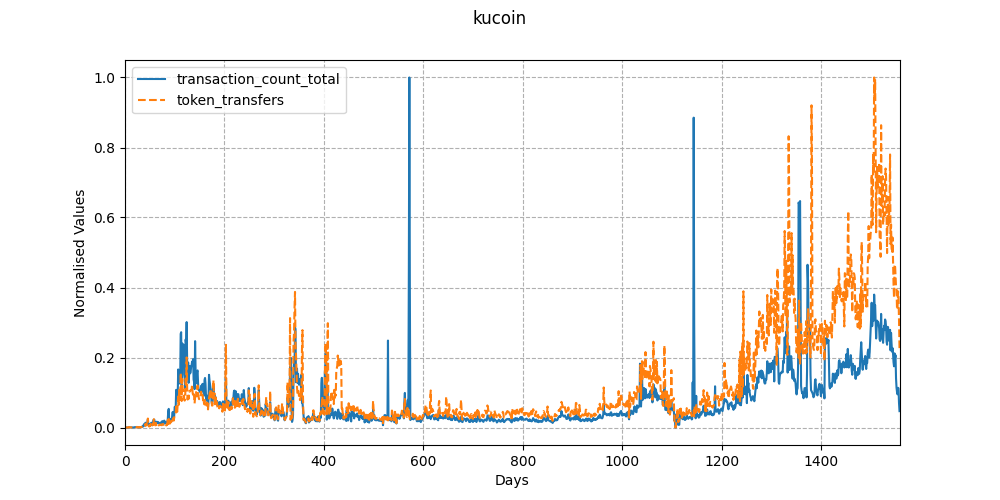 kucoin
transaction_count_total
token_transfers
Normalised Values
1.0
0.8
0.6
0.4
0.2
0.0
0 200 400 600 800 1000 1200 1400
Days